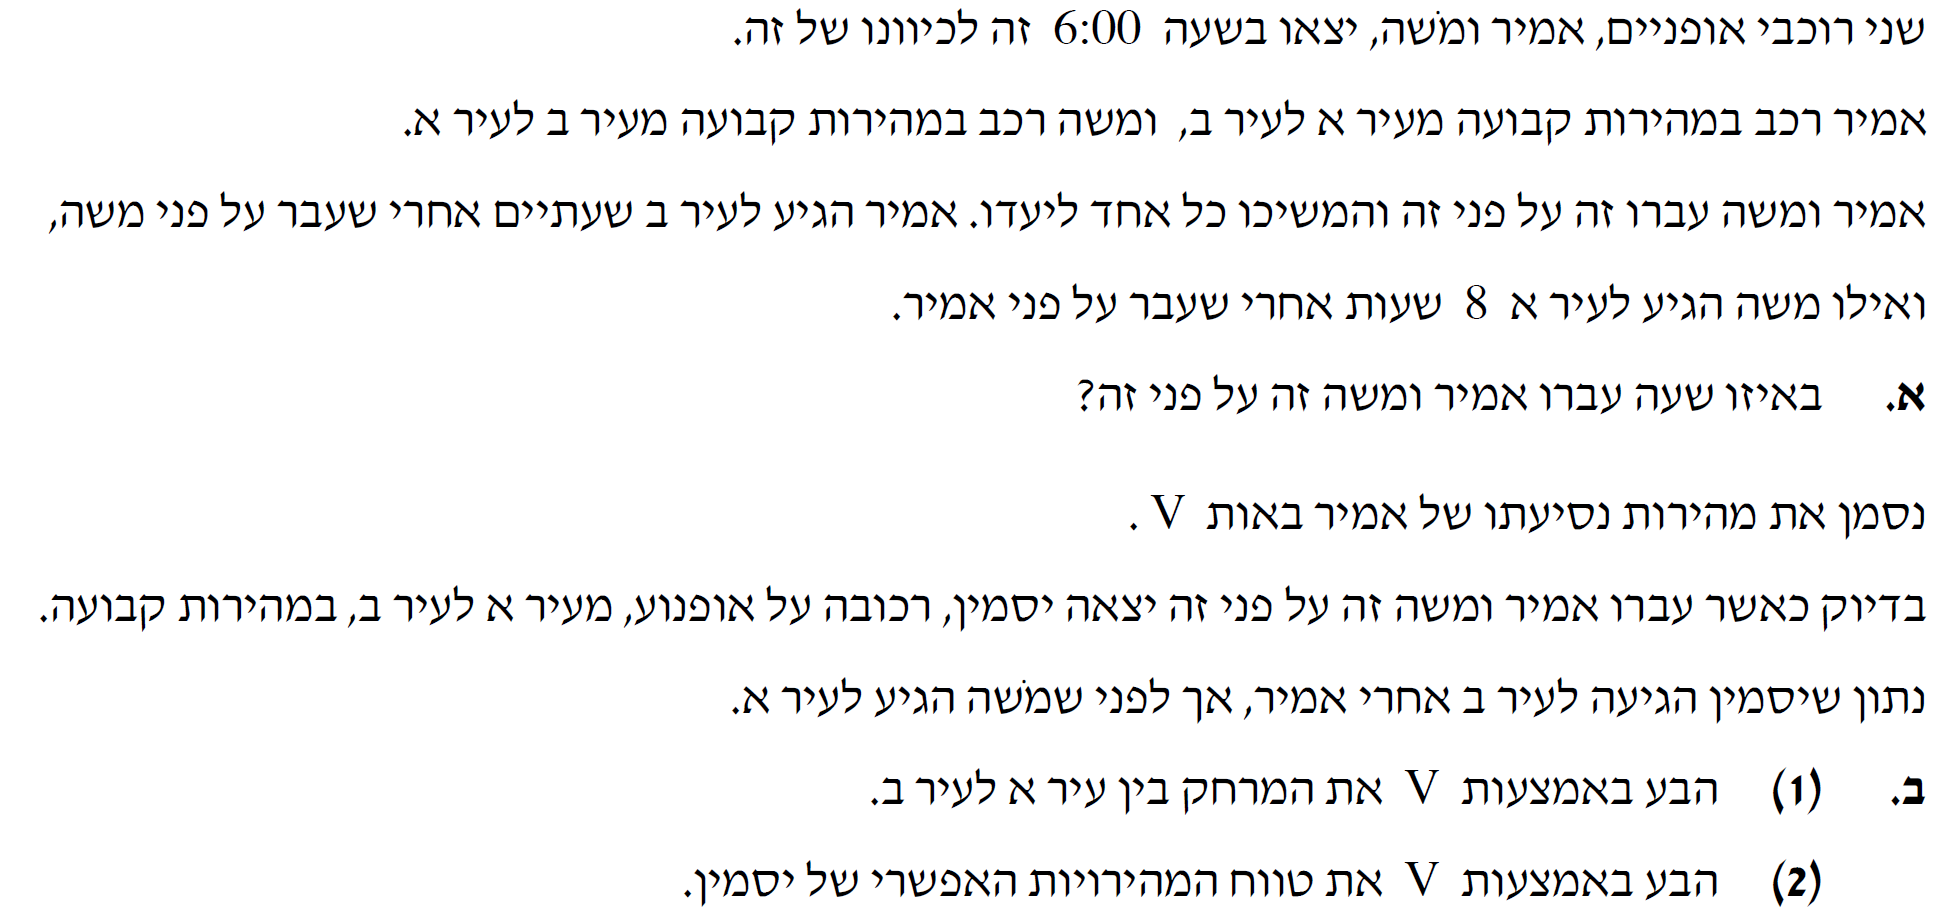 שני רוכבי אופניים, אמיר ומשה, יצאו בשעה 6:00 זה לכיוונו של זה.
אמיר רכב במהירות קבועה מעיר א לעיר ב, ומשה רכב במהירות קבועה מעיר ב לעיר א.
אמיר ומשה עברו זה על פני זה והמשיכו כל אחד ליעדו. אמיר הגיע לעיר ב שעתיים אחרי שעבר על פני משה,
ואילו משה הגיע לעיר א 8 שעות אחרי שעבר על פני אמיר.
א. באיזו שעה עברו אמיר ומשה זה על פני זה?
נסמן את מהירות נסיעתו של אמיר באות V .
בדיוק כאשר עברו אמיר ומשה זה על פני זה יצאה יסמין, רכובה על אופנוע, מעיר א לעיר ב, במהירות קבועה.
נתון שיסמין הגיעה לעיר ב אחרי אמיר, אך לפני שמשה הגיע לעיר א.
ב. (1) הבע באמצעות V את המרחק בין עיר א לעיר ב.
(2) הבע באמצעות V את טווח המהירויות האפשרי של יסמין.